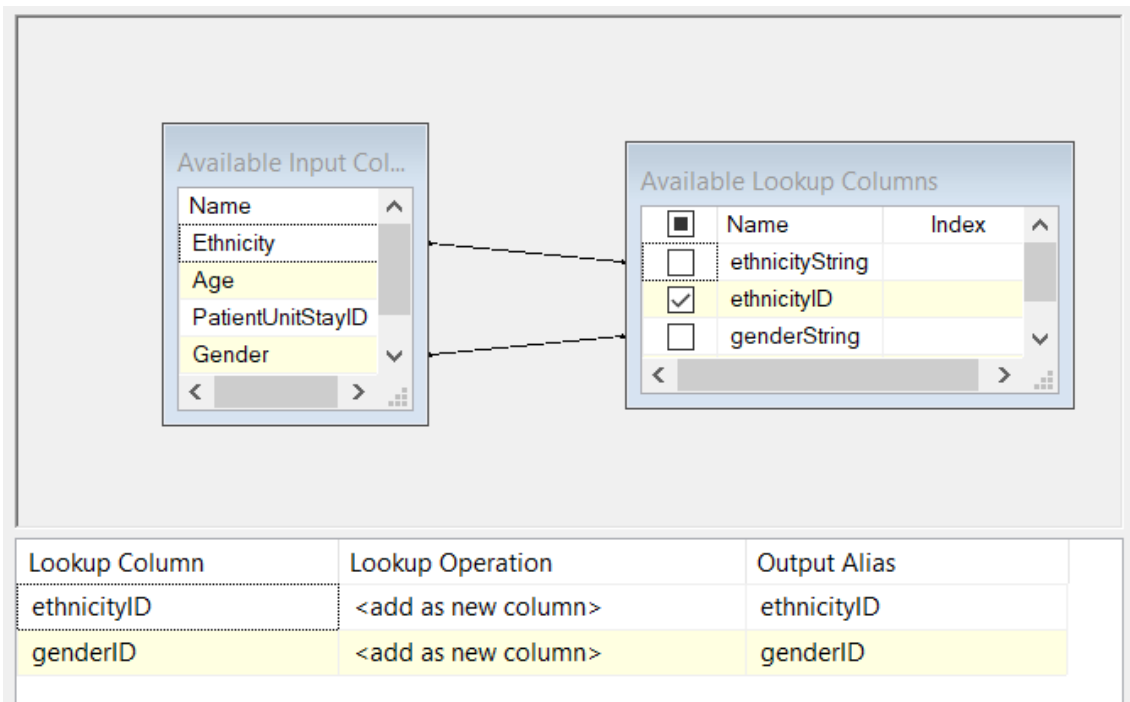 Available Input Col...
Name
Ethnicity
Age
PatientUnitStayID
Gender
Available Lookup Columns
Name Index
ethnicityString
ethnicityID
genderString
Lookup Column Lookup Operation Output Alias
ethnicityID <add as new column> ethnicityID
genderID <add as new column> genderID